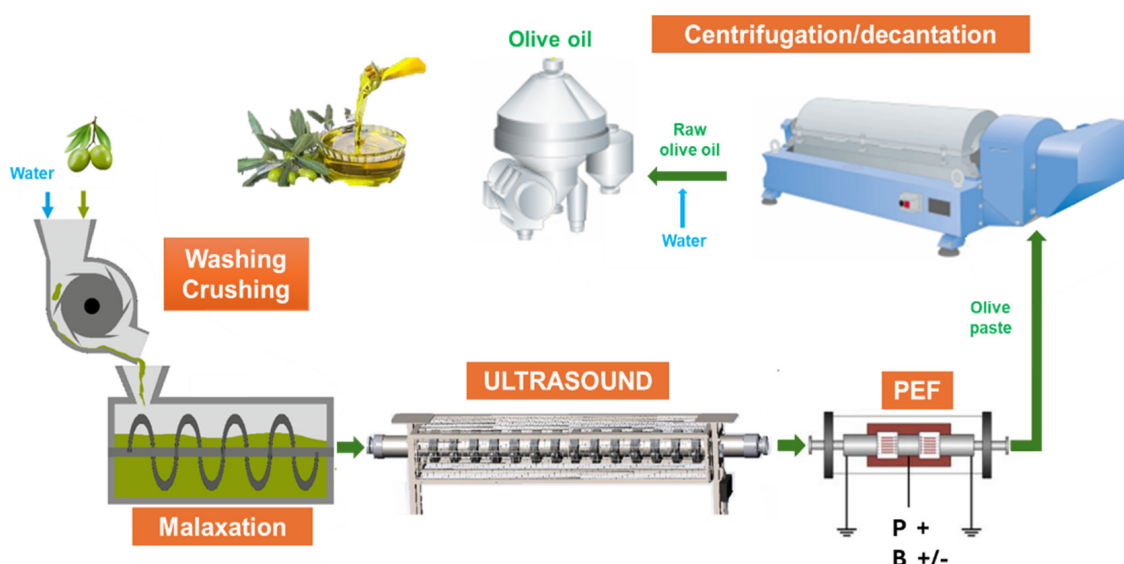 Olive oil
Centrifugation/decantation
Water
Raw
olive oil
Water
Washing
Crushing
Olive
paste
ULTRASOUND
PEF
Malaxation
P +
B +/-